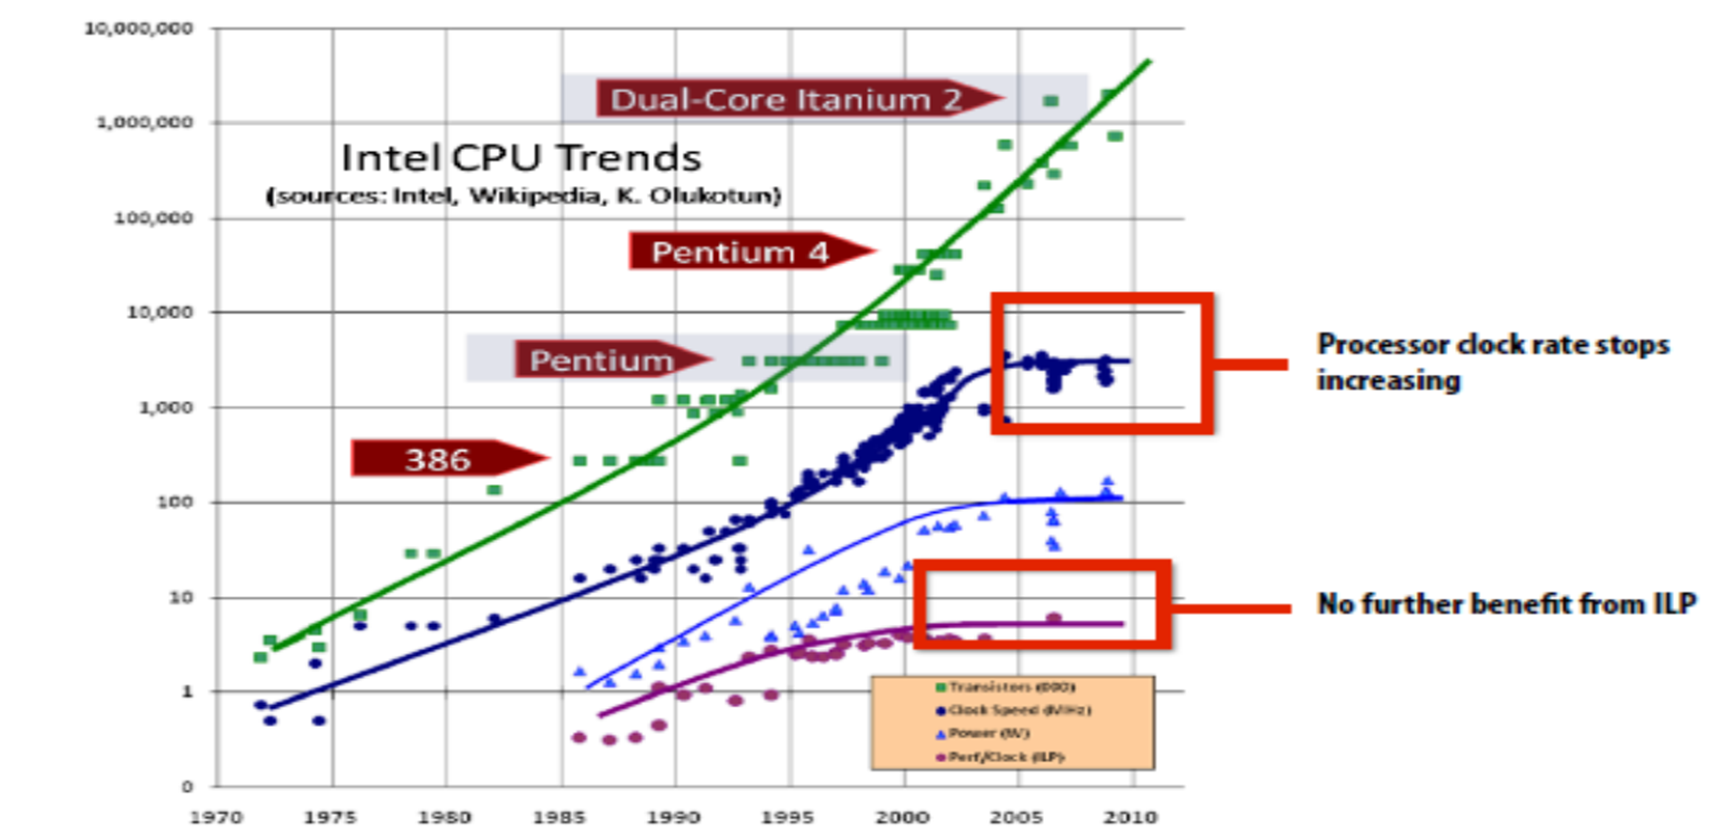 10,000,000
1,000,000
100,000
10,000
1,000
100
10
1
0
Dual-Core Itanium 2
Intel CPU Trends
(sources: Intel, Wikipedia, K. Olukotun)
Pentium 4
Pentium
386
Processor clock rate stops
increasing
No further benefit from ILP
Transistors (000)
Clock Speed (MHz)
Power (W)
Perf/Clock (ILP)
1970 1975 1980 1985 1990 1995 2000 2005 2010